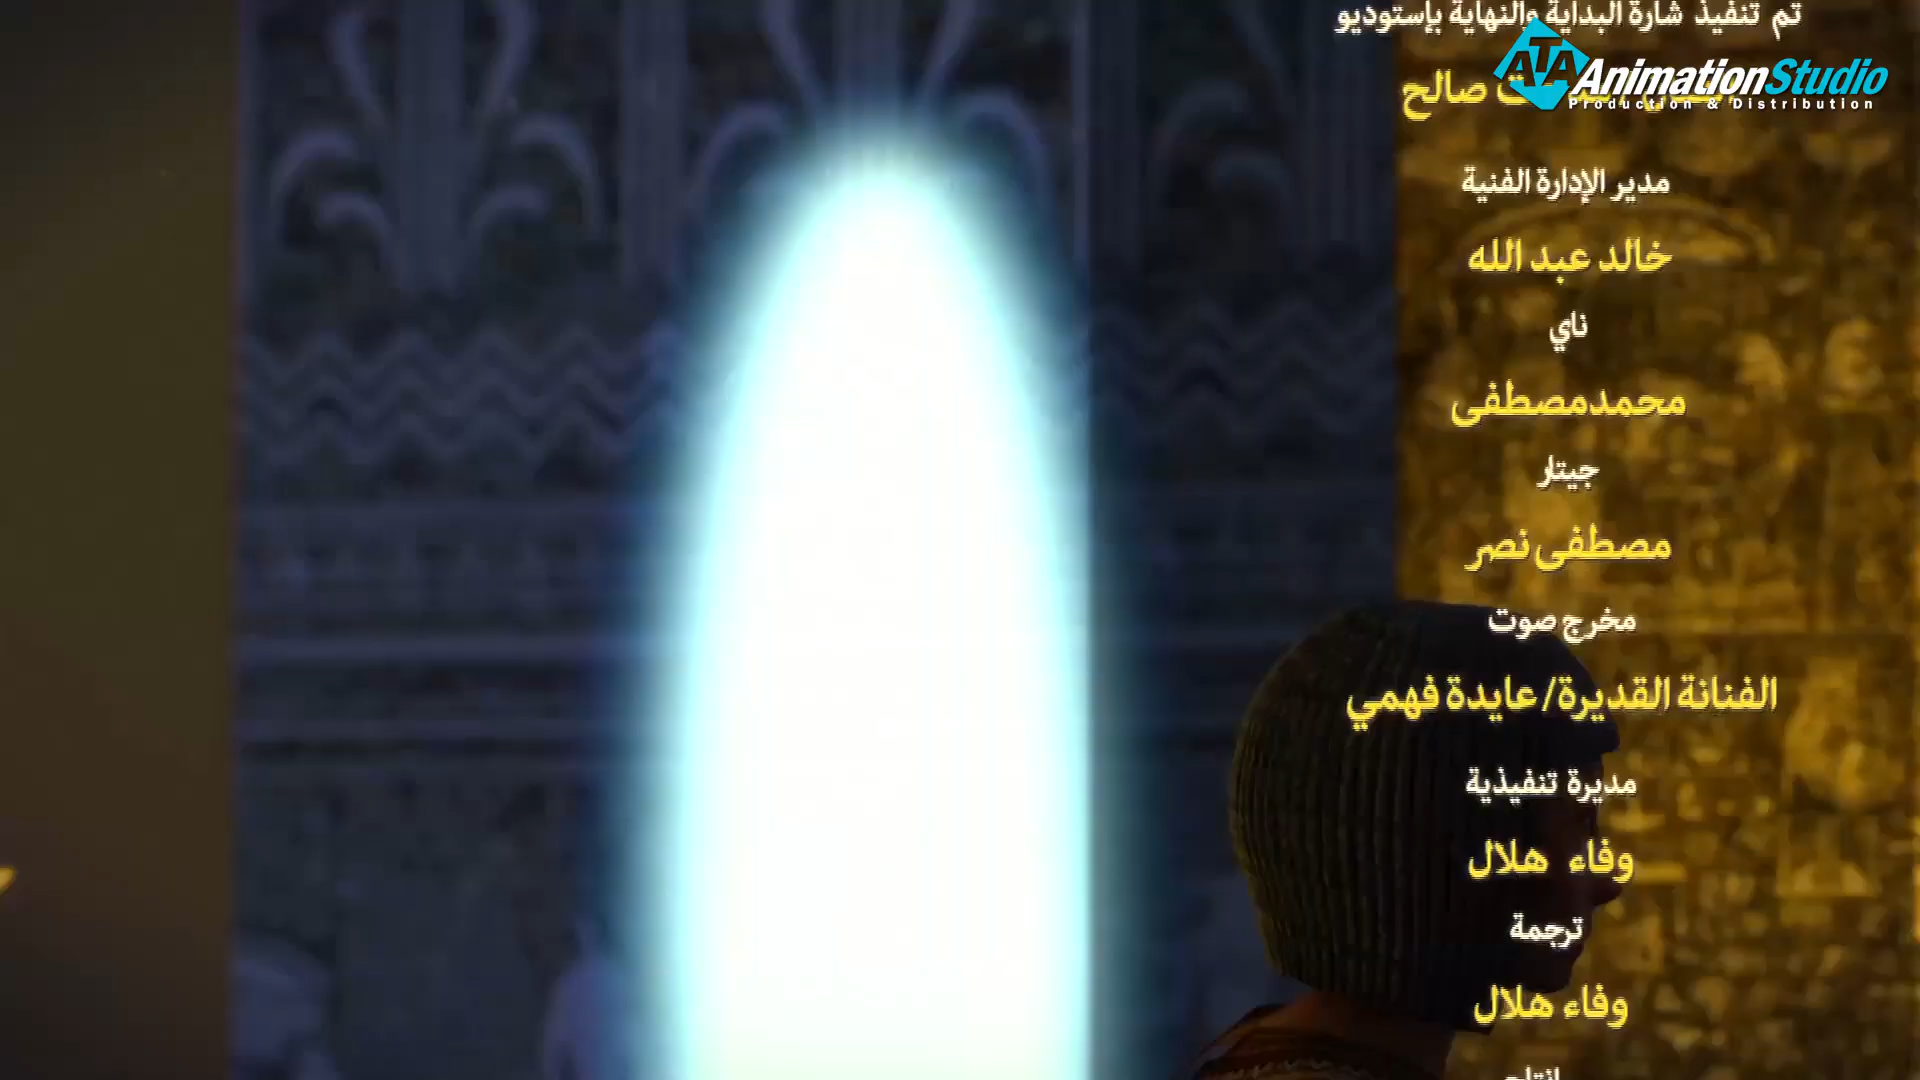 تم تنفيذ شارة البداية والنهاية بإستوديو
ATA AnimationStudio
Production & Distribution
صالح
مدير الإدارة الفنية
خالد عبد الله
ناي
محمدمصطفى
جيتار
مصطفى نصر
مخرج صوت
الفنانة القديرة/ عايدة فهمي
مديرة تنفيذية
وفاء هلال
ترجمة
وفاء هلال